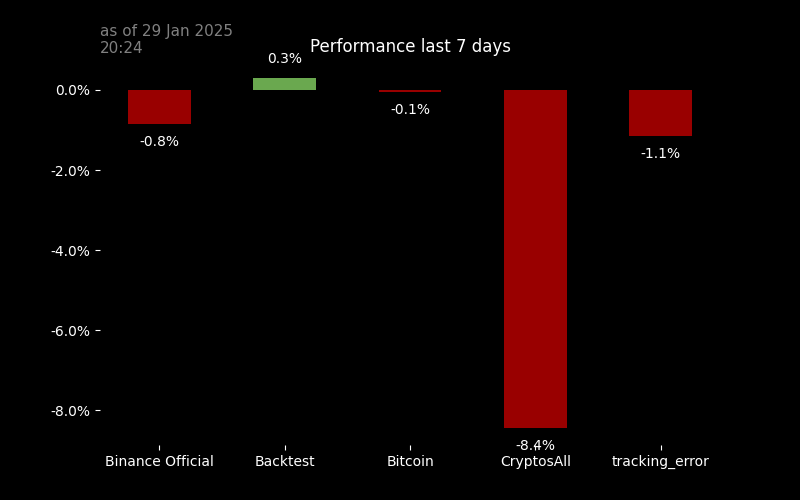 as of 29 Jan 2025
20:24
Performance last 7 days
0.3%
0.0%
-0.1%
-0.8%
-1.1%
-2.0%
-4.0%
-6.0%
-8.0%
-8.4%
Binance Official
Backtest
Bitcoin
CryptosAll
tracking_error